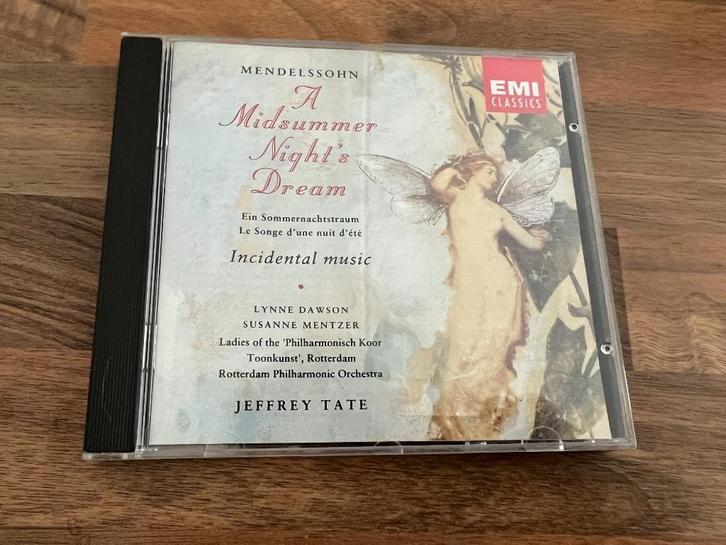 MENDELSSOHN
A
Midsummer
Night's
Dream
Ein Sommernachtstraum
Le Songe d'une nuit d'été
Incidental music
LYNNE DAWSON
SUSANNE MENTZER
Ladies of the 'Philharmonisch Koor
Toonkunst', Rotterdam
Rotterdam Philharmonic Orchestra
JEFFREY TATE
EMI
CLASSICS